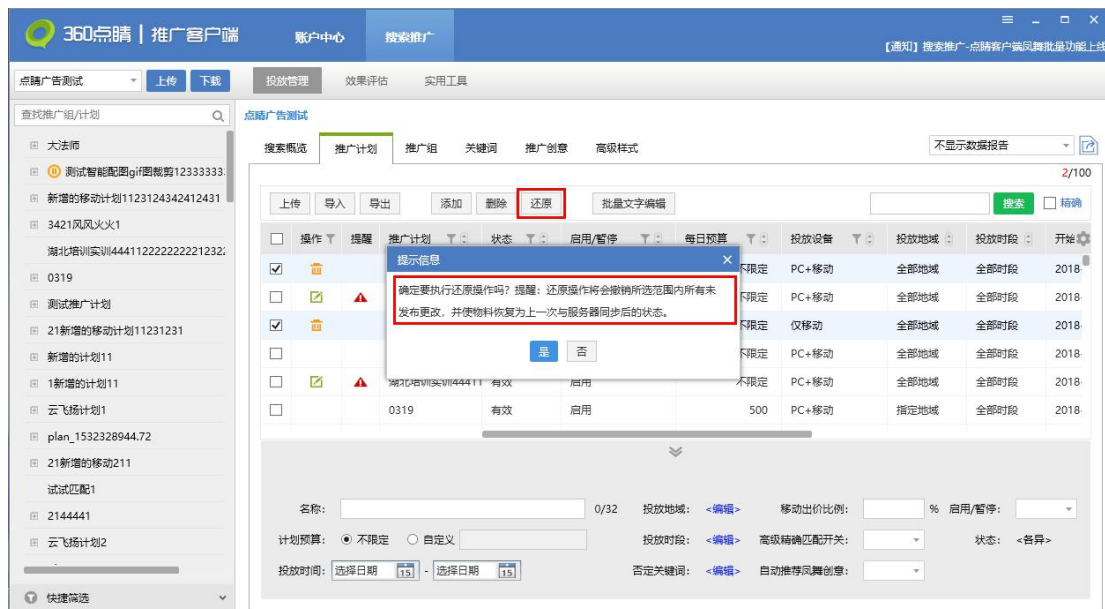 360点睛 | 推广客户端
账户中心
搜索推广
【通知】搜索推广-点睛客户端凤舞批量功能上线
点睛广告测试
上传
下载
投放管理
效果评估
实用工具
查找推广组/计划
点睛广告测试
大法师
测试智能配图gif图裁剪12333333
新增的移动计划1123124342412431
3421风风火火1
湖北培训实训444112222222221232
0319
测试推广计划
21新增的移动计划11231231
新增的计划11
1新增的计划11
云飞扬计划1
plan_1532328944.72
21新增的移动211
试试匹配1
2144441
云飞扬计划2
快捷筛选
搜索概览
推广计划
推广组
关键词
推广创意
高级样式
不显示数据报告
2/100
上传
导入
导出
添加
删除
还原
批量文字编辑
搜索
精确
操作
提醒
推广计划
状态
启用/暂停
每日预算
投放设备
投放地域
投放时段
开始
不限定 PC+移动 全部地域 全部时段 2018-
不限定 PC+移动 全部地域 全部时段 2018-
不限定 仅移动 全部地域 全部时段 2018-
不限定 PC+移动 全部地域 全部时段 2018-
湖北培训实训44411 有效 启用 不限定 PC+移动 全部地域 全部时段 2018-
0319 有效 启用 500 PC+移动 指定地域 全部时段 2018-
提示信息
确定要执行还原操作吗？提醒：还原操作将会撤销所选范围内所有未
发布更改，并使物料恢复为上一次与服务器同步后的状态。
是
否
名称：
0/32
投放地域： <编辑>
移动出价比例：
%
启用/暂停：
计划预算：
不限定
自定义
投放时段： <编辑>
高级精确匹配开关：
状态： <各异>
投放时间： 选择日期 15 - 选择日期 15
否定关键词： <编辑>
自动推荐凤舞创意：